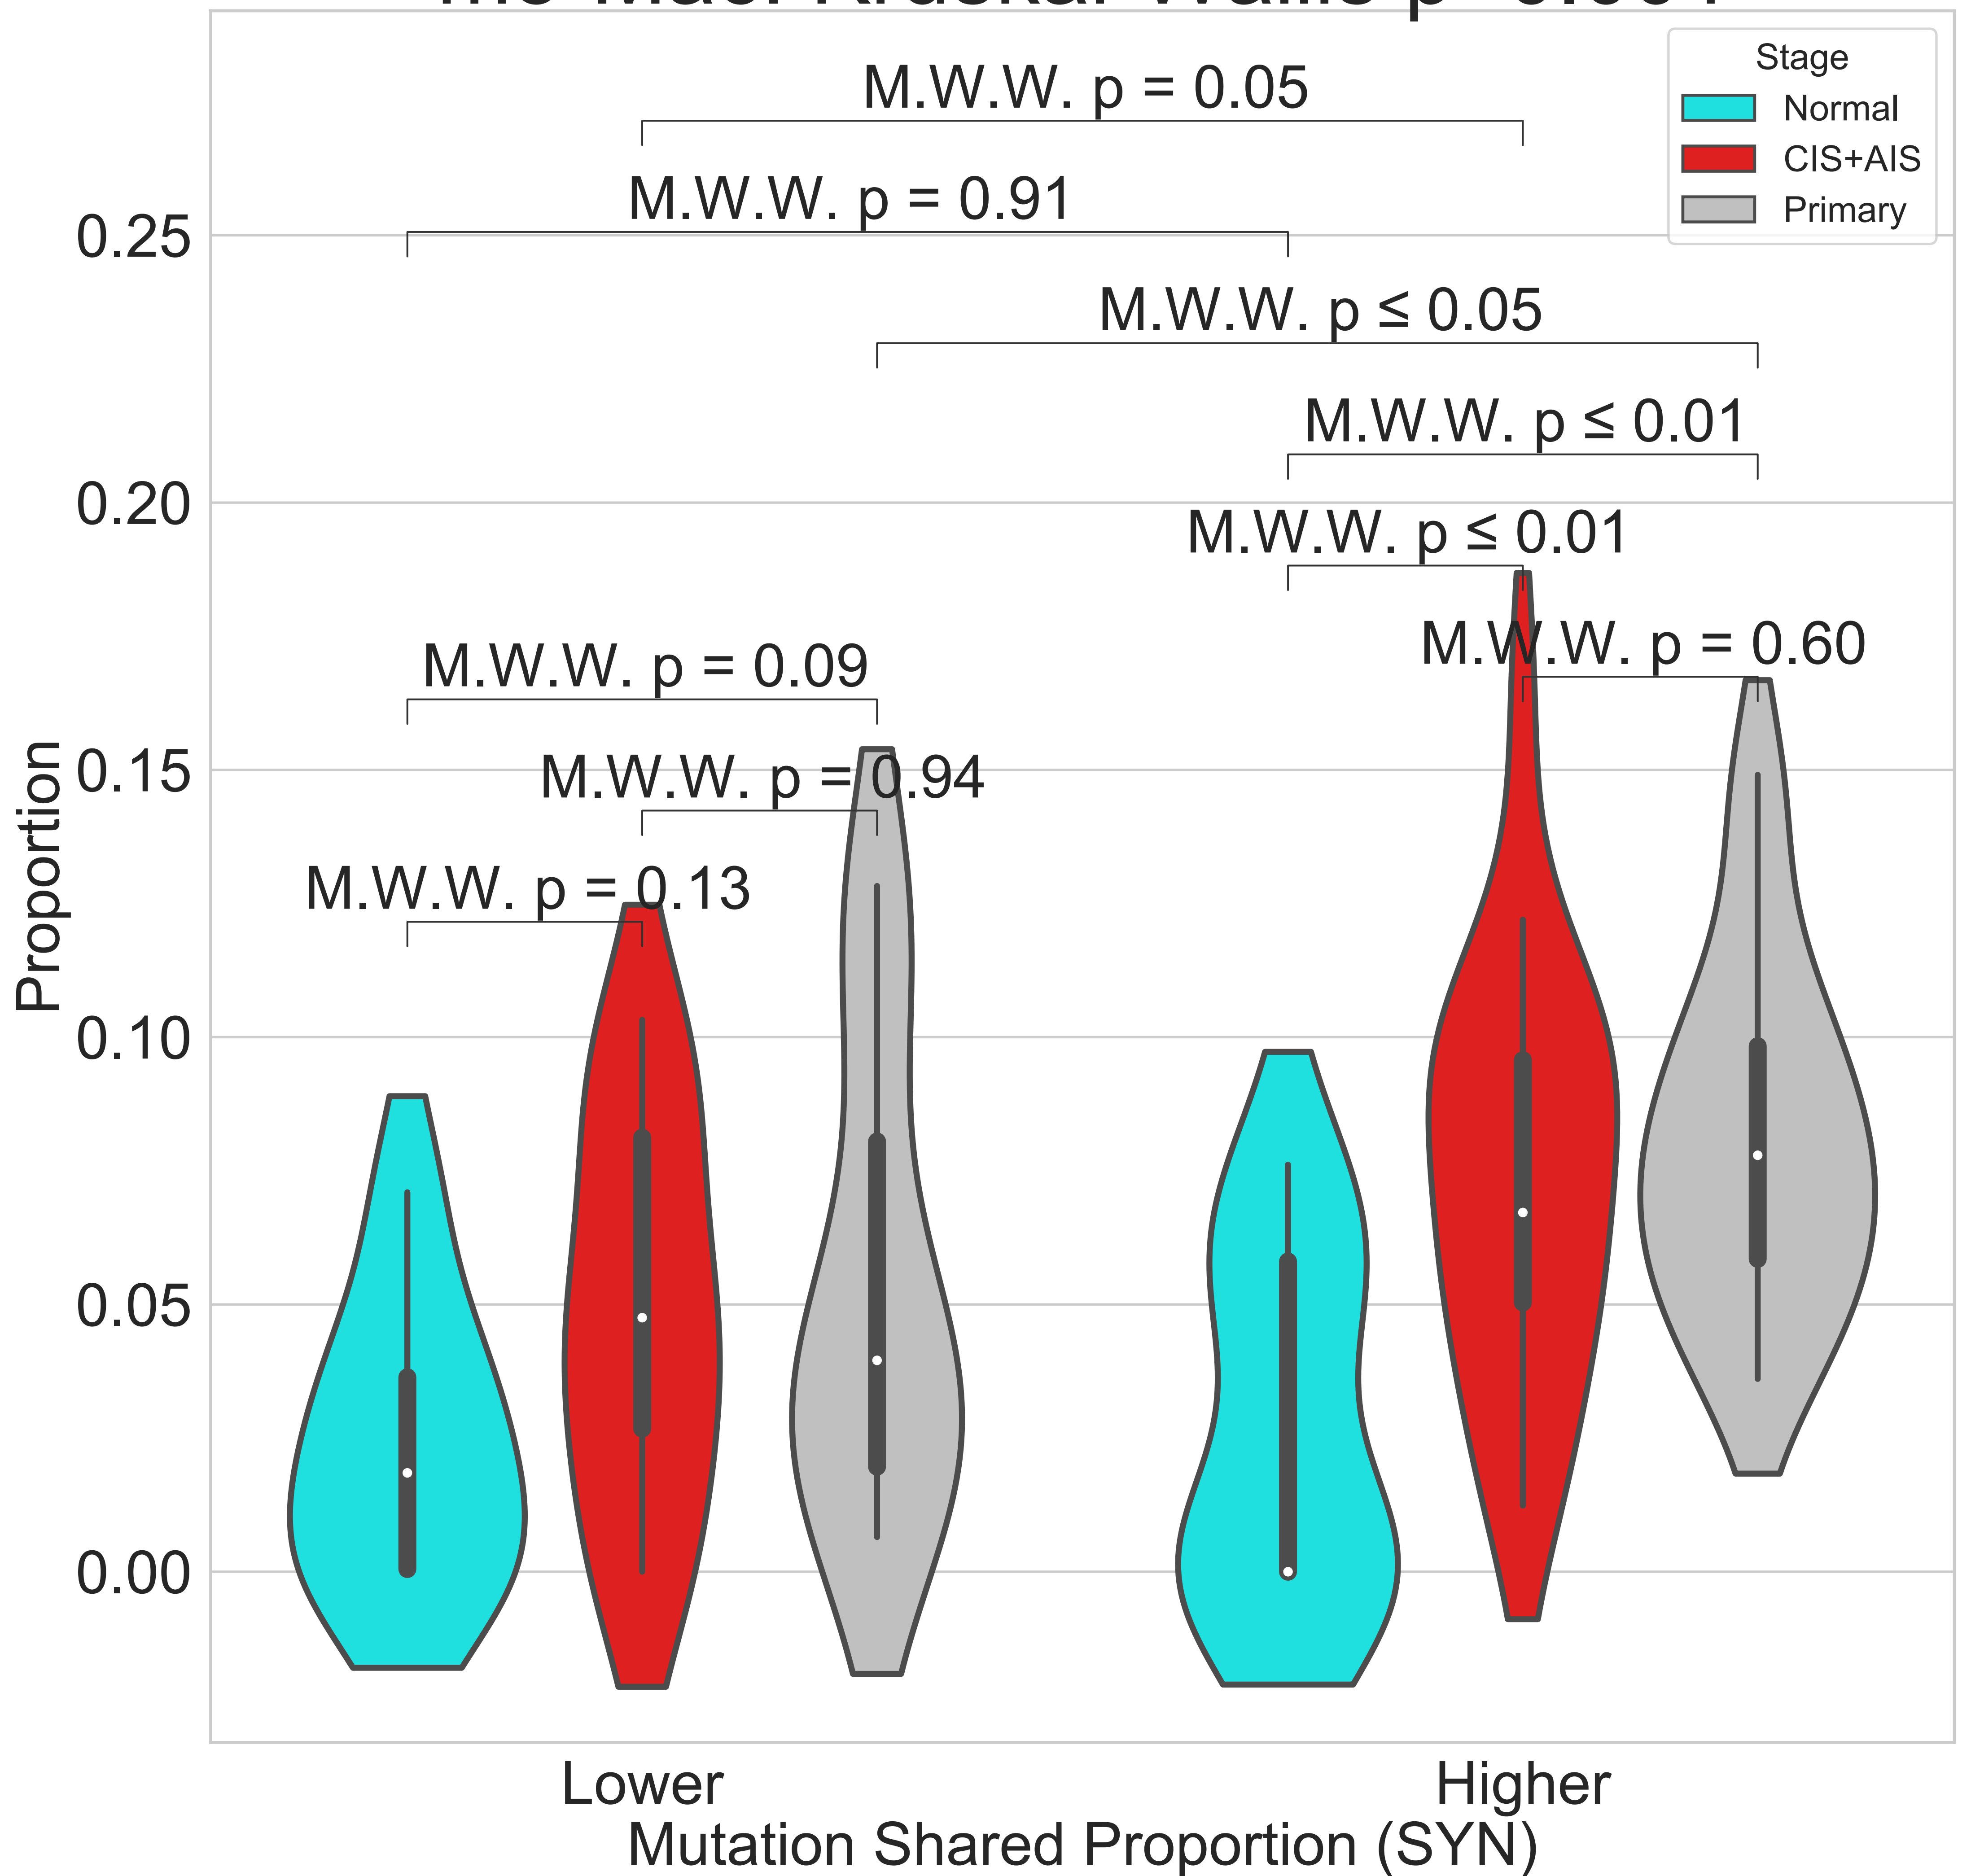 M.W.W. p = 0.05
M.W.W. p = 0.91
M.W.W. p ≤ 0.05
M.W.W. p ≤ 0.01
M.W.W. p ≤ 0.01
M.W.W. p = 0.60
M.W.W. p = 0.09
M.W.W. p = 0.94
M.W.W. p = 0.13
Stage
Normal
CIS+AIS
Primary
Proportion
0.25
0.20
0.15
0.10
0.05
0.00
Lower
Higher
Mutation Shared Proportion (SYN)